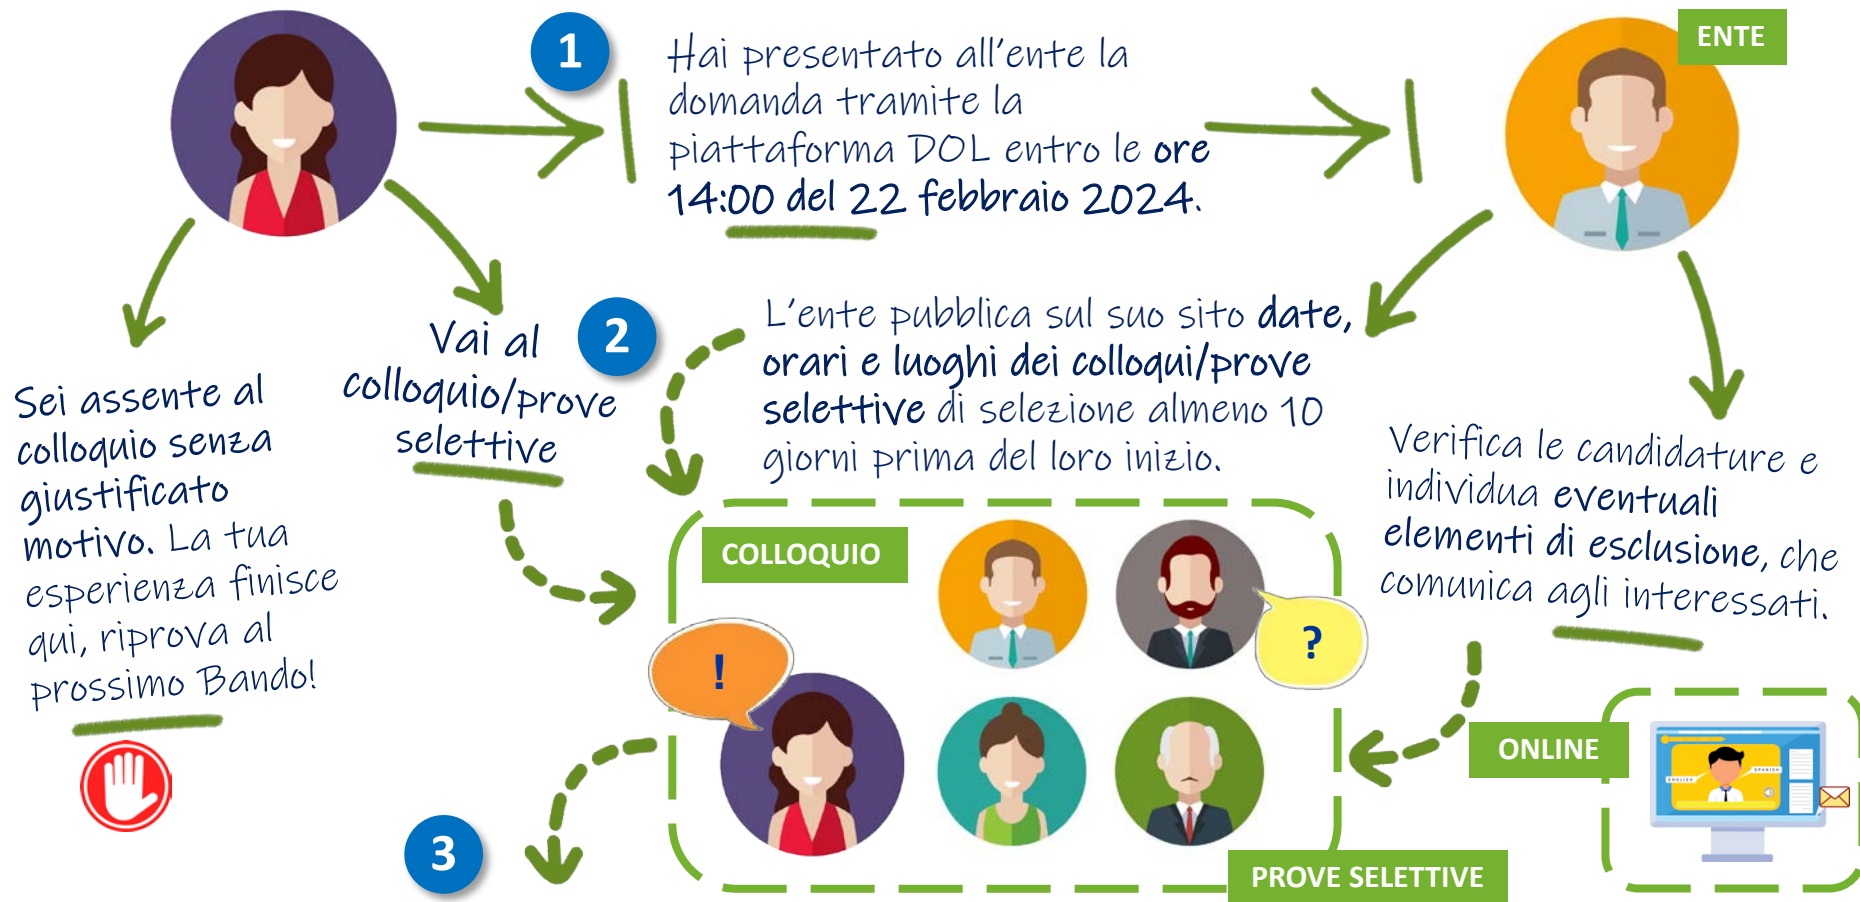 1
Hai presentato all'ente la
domanda tramite la
piattaforma DOL entro le ore
14:00 del 22 febbraio 2024.
ENTE
2
L'ente pubblica sul suo sito date,
orari e luoghi dei colloqui/prove
selettive di selezione almeno 10
giorni prima del loro inizio.
Vai al
colloquio/prove
selettive
Sei assente al
colloquio senza
giustificato
motivo. La tua
esperienza finisce
qui, riprova al
prossimo Bando!
Verifica le candidature e
individua eventuali
elementi di esclusione, che
comunica agli interessati.
COLLOQUIO
!
?
ONLINE
ENGLISH
SPANISH
PROVE SELETTIVE
3